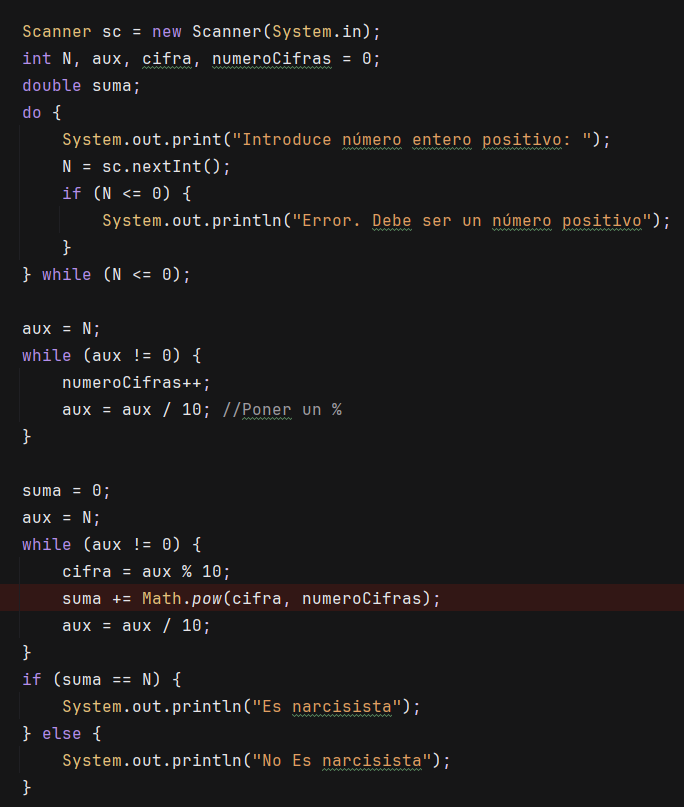 Scanner sc = new Scanner(System.in);
int N, aux, cifra, numeroCifras = 0;
double suma;
do {
    System.out.print("Introduce número entero positivo: ");
    N = sc.nextInt();
    if (N <= 0) {
        System.out.println("Error. Debe ser un número positivo");
    }
} while (N <= 0);

aux = N;
while (aux != 0) {
    numeroCifras++;
    aux = aux / 10; //Poner un %
}

suma = 0;
aux = N;
while (aux != 0) {
    cifra = aux % 10;
    suma += Math.pow(cifra, numeroCifras);
    aux = aux / 10;
}
if (suma == N) {
    System.out.println("Es narcisista");
} else {
    System.out.println("No Es narcisista");
}